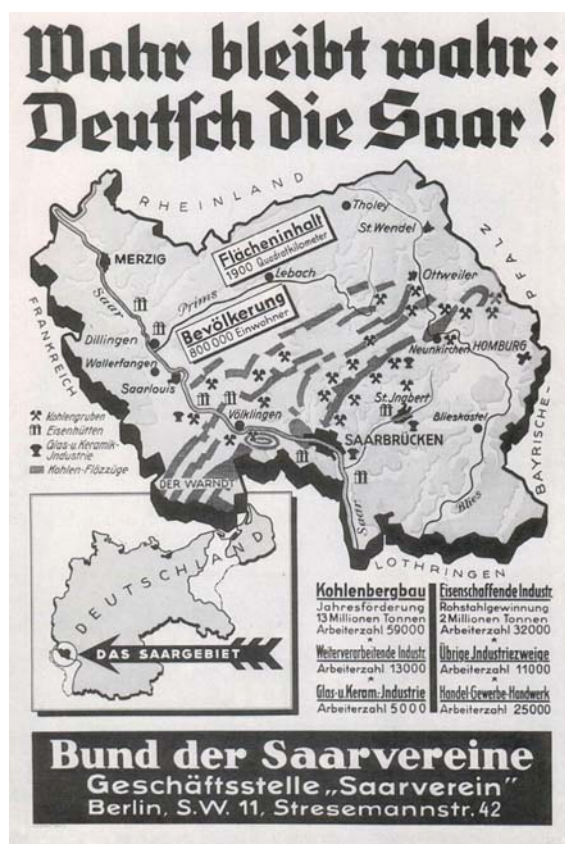 Wahr bleibt wahr:
Deutsch die Saar!
RHEINLAND
Tholey
St. Wendel
PFALZ
Flächeninhalt
1900 Quadratkilometer
MERZIG
Lebach
Ottweiler
Saar
Prims
Bevölkerung
800000 Einwohner
FRANKREICH
Dillingen
Neunkirchen
HOMBURG
Wallerfangen
Saarlouis
St. Ingbert
Blieskastel
Kohlengruben
Eisenhütten
Glas-u. Keramik-
Industrie
Kohlen-Flözzüge
Völklingen
SAARBRÜCKEN
BAYRISCHE-
DER WARNDT
Saar
Blies
LOTHRINGEN
DEUTSCHLAND
DAS SAARGEBIET
Kohlenbergbau
Jahresförderung
13 Millionen Tonnen
Arbeiterzahl 59000
Weiterverarbeitende Industr.
Arbeiterzahl 13000
Glas-u. Keram.-Industrie
Arbeiterzahl 5000
Eisenschaffende Industr.
Rohstahlgewinnung
2 Millionen Tonnen
Arbeiterzahl 32000
Übrige Industriezweige
Arbeiterzahl 11000
Handel-Gewerbe-Handwerk
Arbeiterzahl 25000
Bund der Saarvereine
Geschäftsstelle „Saarverein"
Berlin, S.W. 11, Stresemannstr. 42